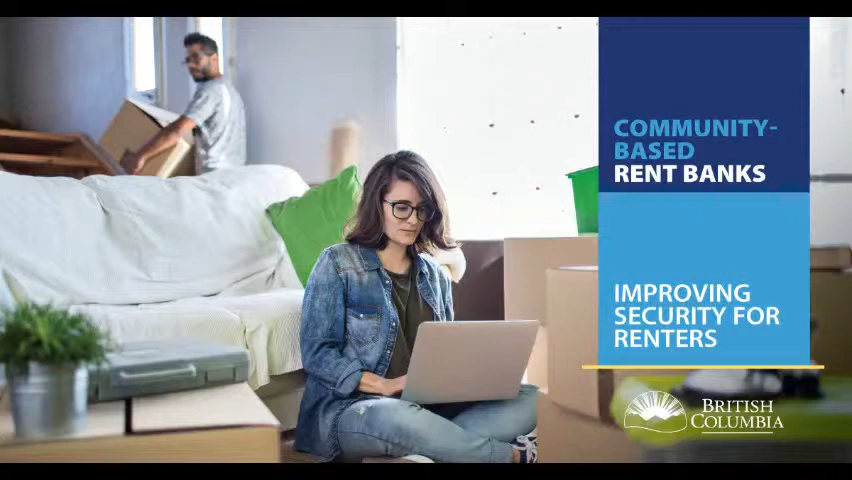 COMMUNITY-
BASED
RENT BANKS
IMPROVING
SECURITY FOR
RENTERS
BRITISH
COLUMBIA